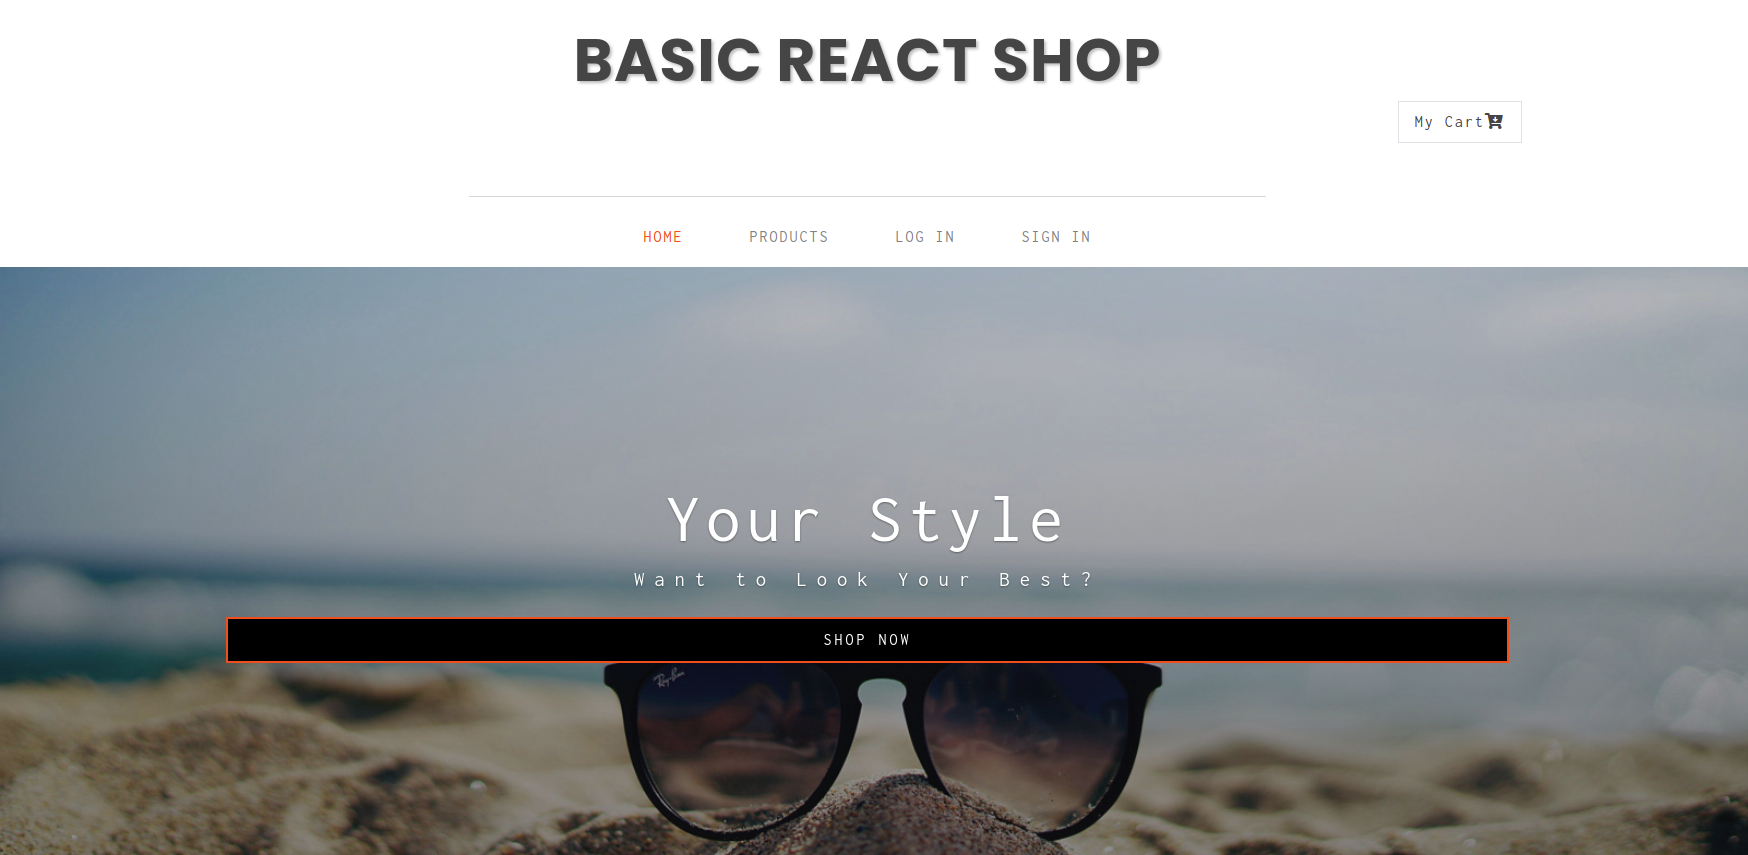 BASIC REACT SHOP
My Cart
HOME PRODUCTS LOG IN SIGN IN
Your Style
Want to Look Your Best?
SHOP NOW
Ray-Ban